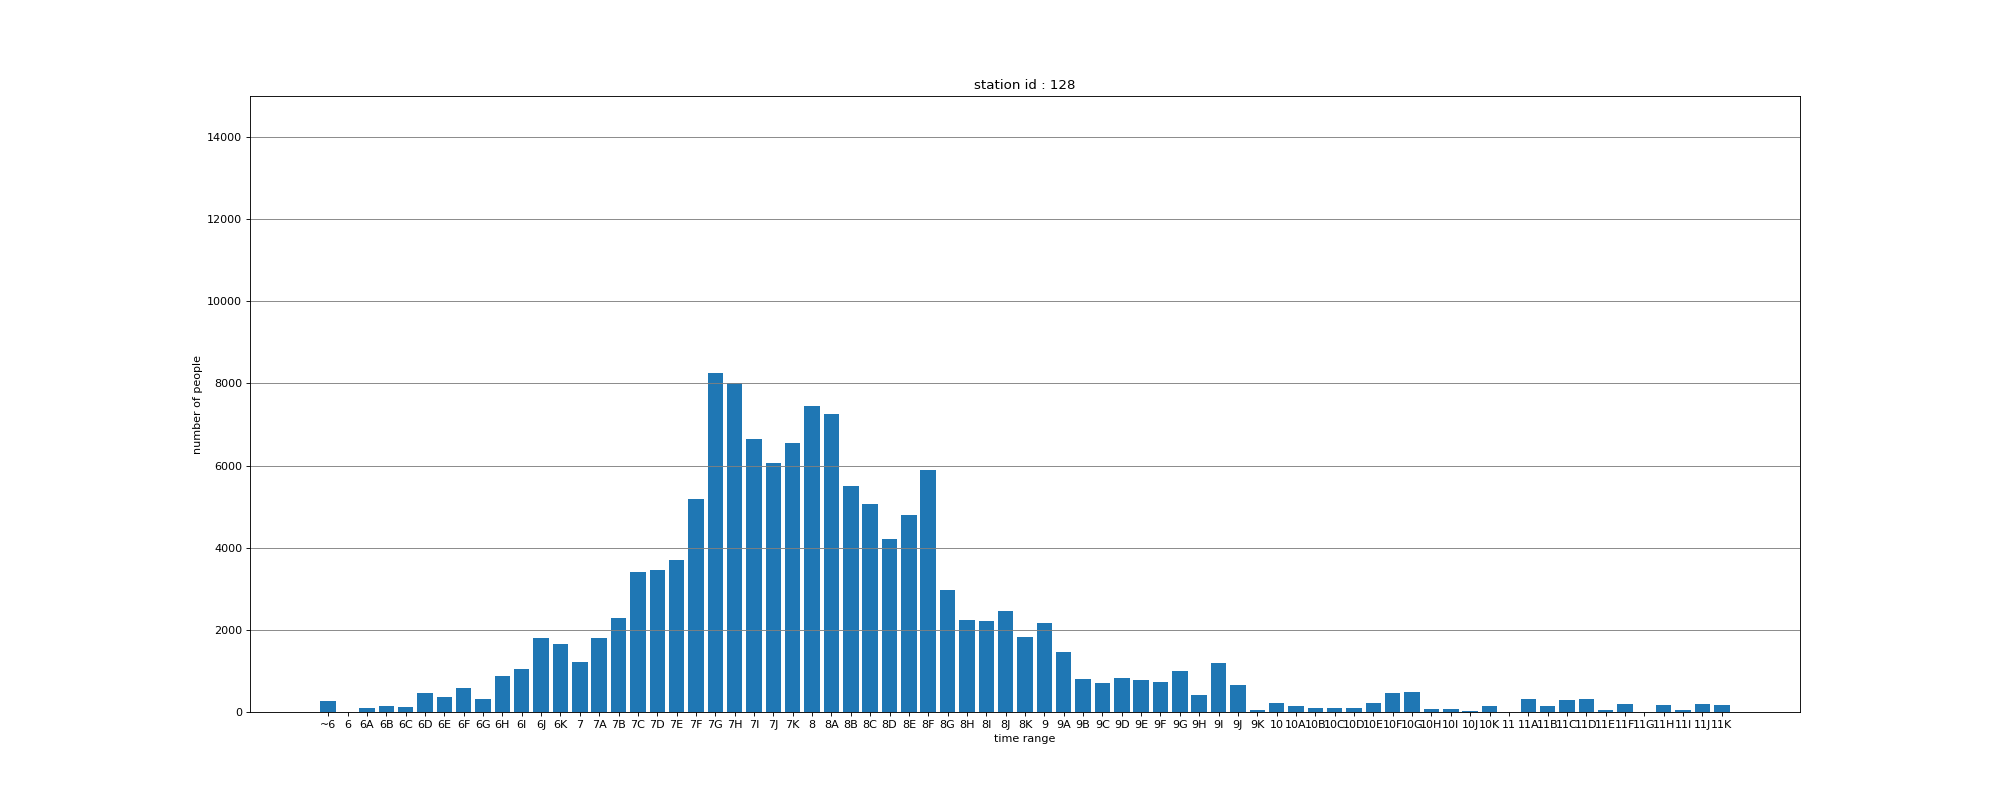 station id : 128
14000
12000
10000
8000
6000
4000
2000
0
number of people
~6 6 6A 6B 6C 6D 6E 6F 6G 6H 6I 6J 6K 7 7A 7B 7C 7D 7E 7F 7G 7H 7I 7J 7K 8 8A 8B 8C 8D 8E 8F 8G 8H 8I 8J 8K 9 9A 9B 9C 9D 9E 9F 9G 9H 9I 9J 9K 10 10A 10B 10C 10D 10E 10F 10G 10H 10I 10J 10K 11 11A 11B 11C 11D 11E 11F 11G 11H 11I 11J 11K
time range